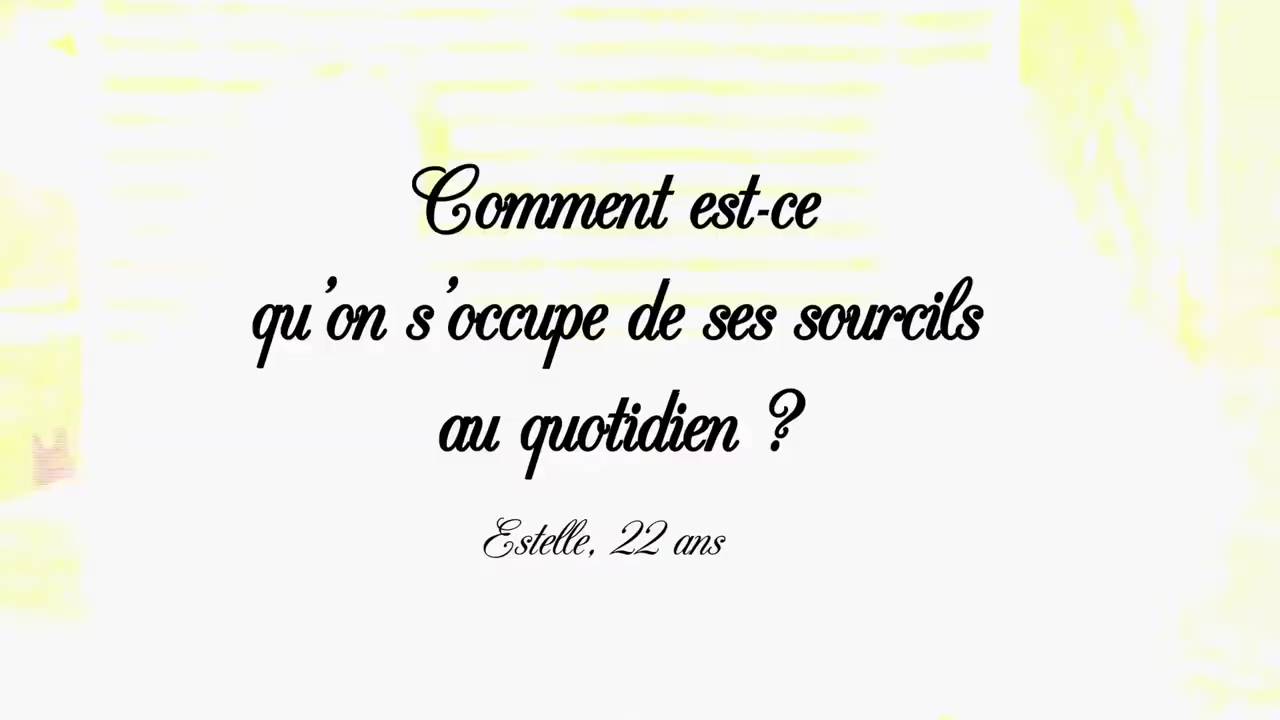 Comment est-ce
qu'on s'occupe de ses sourcils
au quotidien ?
Estelle, 22 ans